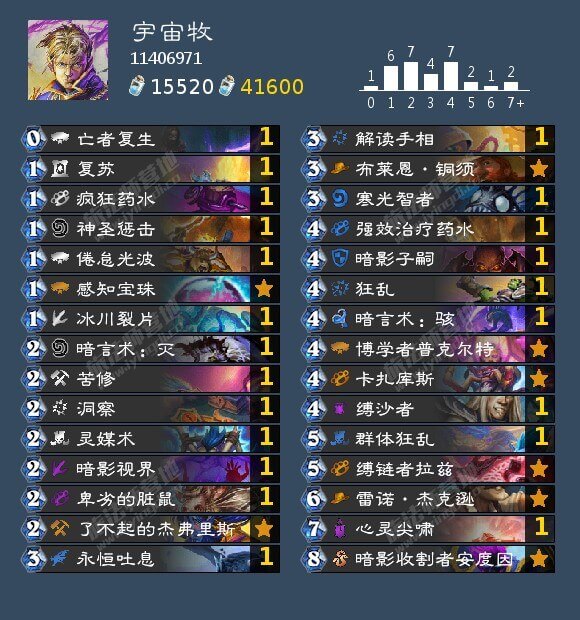 宇宙牧
11406971
15520 41600
1 6 7 4 7 2 1 2
0 1 2 3 4 5 6 7+
0 亡者复生 1
1 复苏 1
1 疯狂药水 1
1 神圣惩击 1
1 倦怠光波 1
1 感知宝珠
1 冰川裂片 1
2 暗言术：灭 1
2 苦修 1
2 洞察 1
2 灵媒术 1
2 暗影视界 1
2 卑劣的脏鼠 1
2 了不起的杰弗里斯
3 永恒吐息 1
3 解读手相 1
3 布莱恩·铜须
3 寒光智者 1
4 强效治疗药水 1
4 暗影子嗣 1
4 狂乱 1
4 暗言术：骇 1
4 博学者普克尔特
4 卡扎库斯
4 缚沙者 1
5 群体狂乱 1
5 缚链者拉兹
6 雷诺·杰克逊
7 心灵尖啸 1
8 暗影收割者安度因